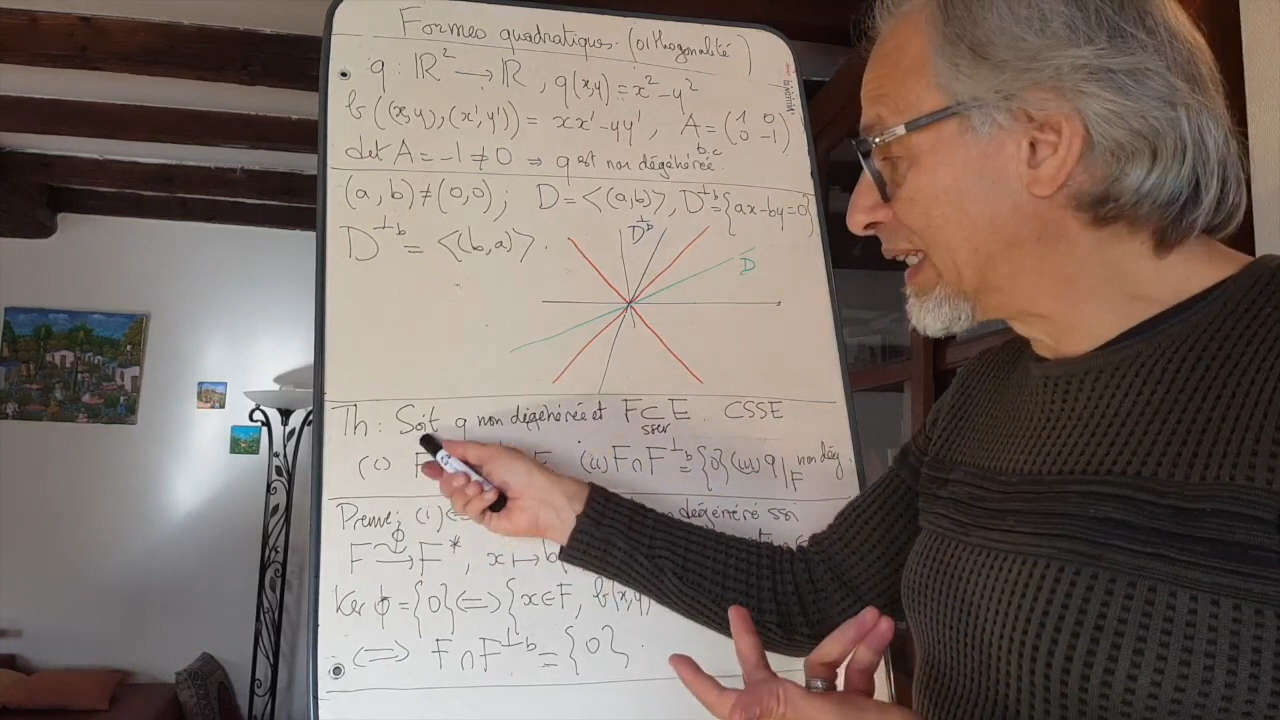 Formes quadratiques. (orthogonalité)
q : ℝ² → ℝ, q(x,y) = x² - y²
b((x,y),(x',y')) = xx' - yy', A = (1 0
0 -1)
b.c
det A = -1 ≠ 0 ⇒ q est non dégénérée.
(a, b) ≠ (0,0); D = <(a,b)>, D^⊥b = {ax-by=0}
D^⊥b = <(b,a)>.
D^⊥b
D
Th : Soit q non dégénérée et F ⊂ E. CSSE
ssev
(i) F E, (ii) F ∩ F^⊥b = {0} (iii) q|F non dég.
Preuve; (i) dégénéré ssi
F →^ϕ F*, x ↦ b(
Ker ϕ = {0} ⟺ {x ∈ F, b(x,y)
⟺ F ∩ F^⊥b = {0}.